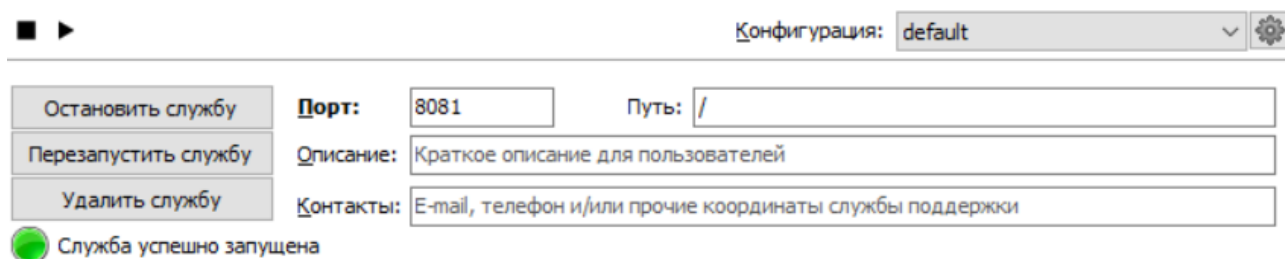 Конфигурация: default
Остановить службу Порт: 8081 Путь: /
Перезапустить службу Описание: Краткое описание для пользователей
Удалить службу Контакты: E-mail, телефон и/или прочие координаты службы поддержки
Служба успешно запущена